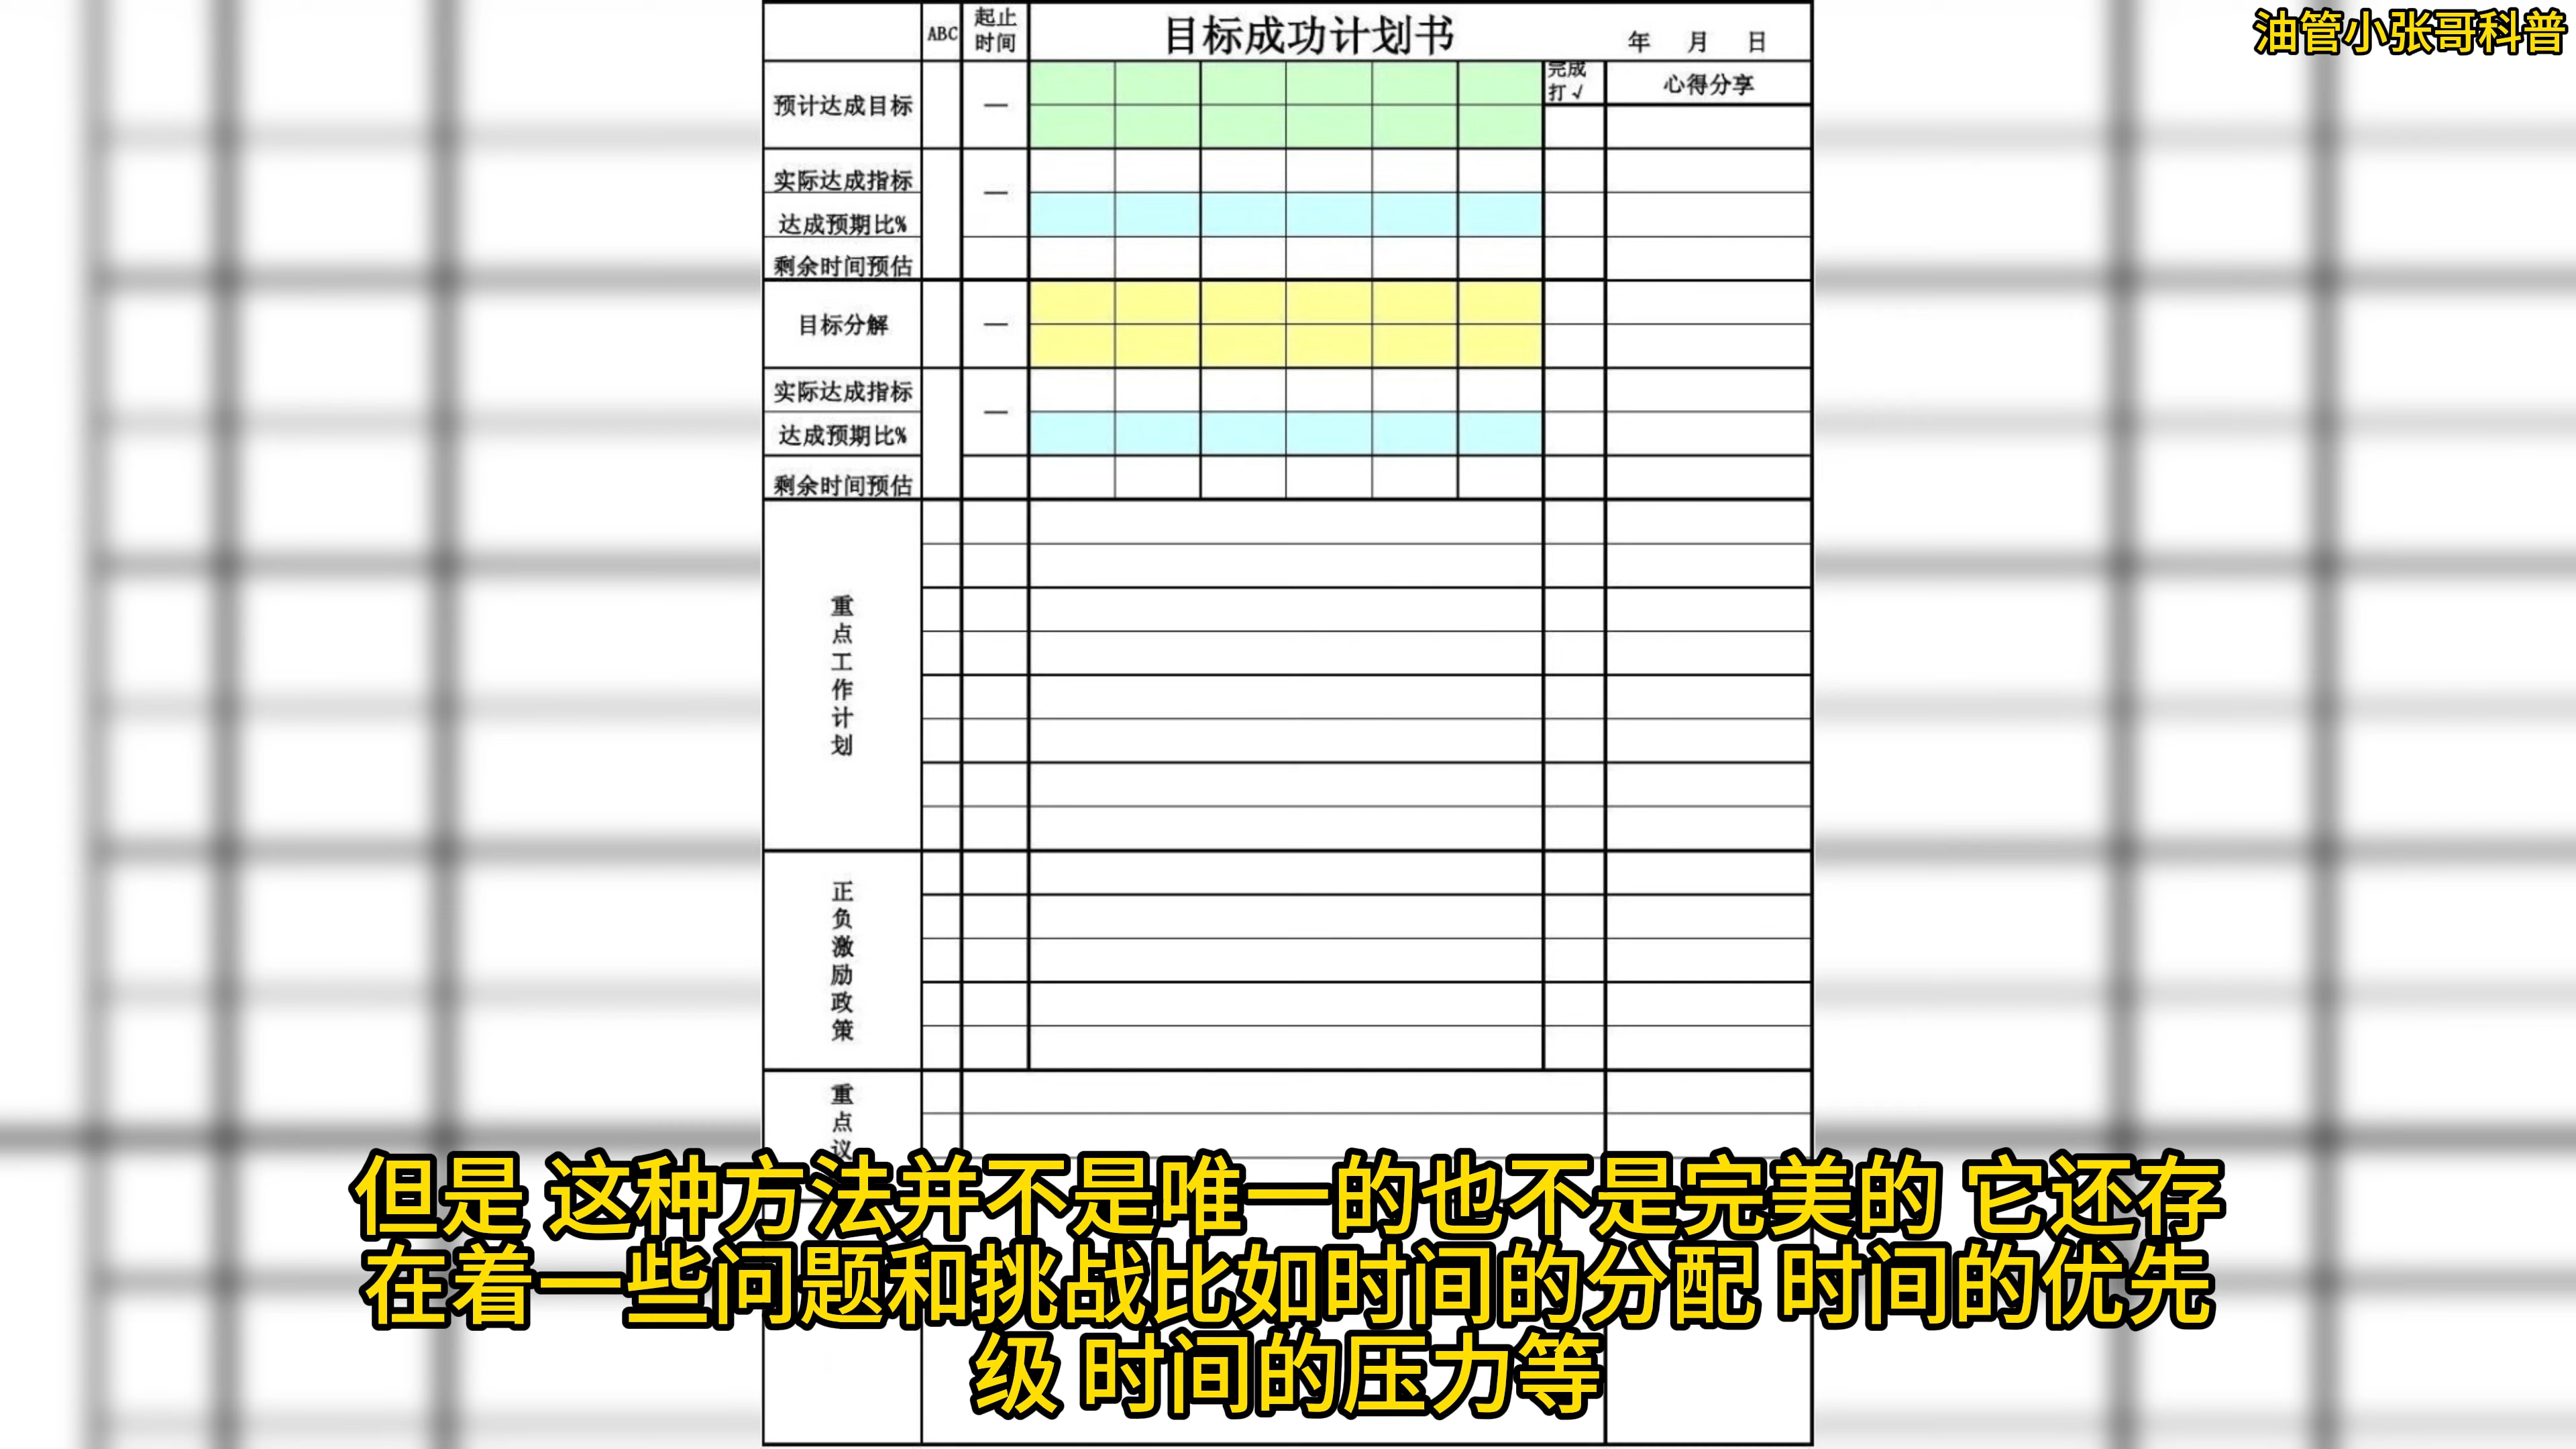 油管小张哥科普
ABC
起止
时间
目标成功计划书
年 月 日
预计达成目标
—
完成
打√
心得分享
实际达成指标
—
达成预期比%
剩余时间预估
目标分解
—
实际达成指标
—
达成预期比%
剩余时间预估
重点工作计划
正负激励政策
重点议
但是 这种方法并不是唯一的也不是完美的 它还存
在着一些问题和挑战比如时间的分配 时间的优先
级 时间的压力等